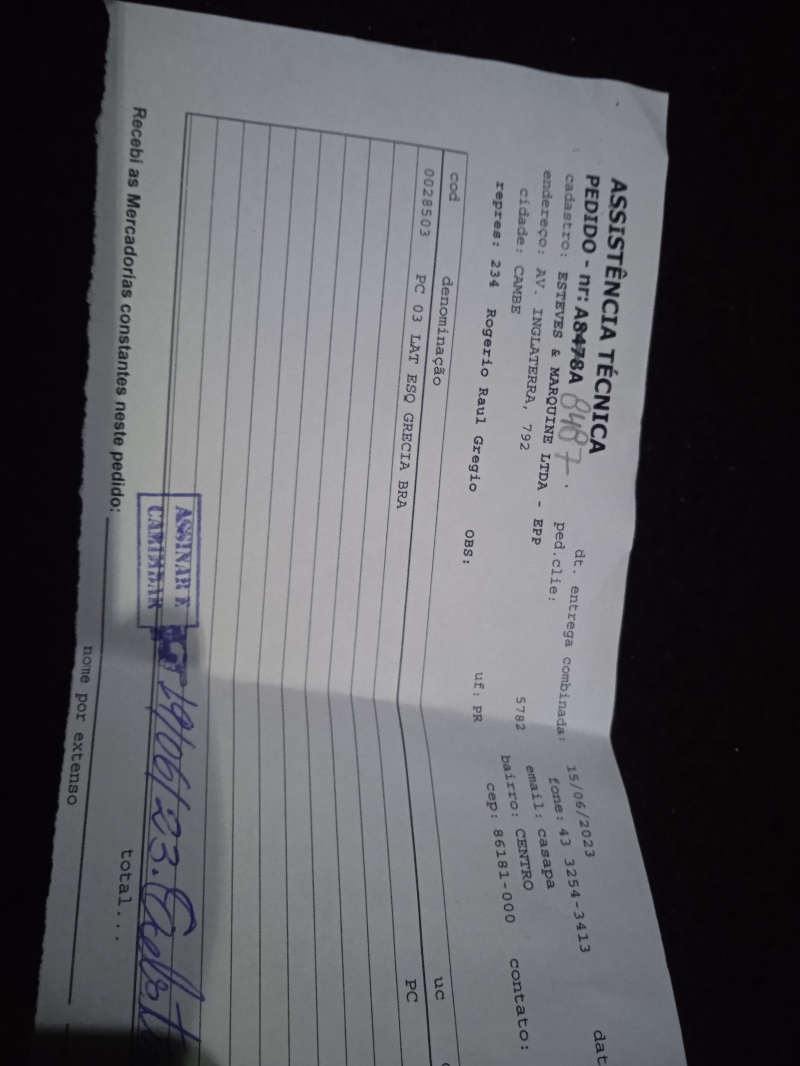 ASSISTÊNCIA TÉCNICA
PEDIDO - nr: A8478A 8487. dt. entrega combinada: 15/06/2023 dat
cadastro: ESTEVES & MARQUINE LTDA - EPP ped.clie: fone: 43 3254-3413
endereço: AV. INGLATERRA, 792 5782 email: casapa
cidade: CAMBE uf: PR bairro: CENTRO
repres: 234 Rogerio Raul Gregio OBS: cep: 86181-000 contato:
cod denominação uc
0028503 PC 03 LAT ESQ GRECIA BRA PC
ASSINAR E
CARIMBAR
19/06/23.
total...
Recebi as Mercadorias constantes neste pedido:
nome por extenso